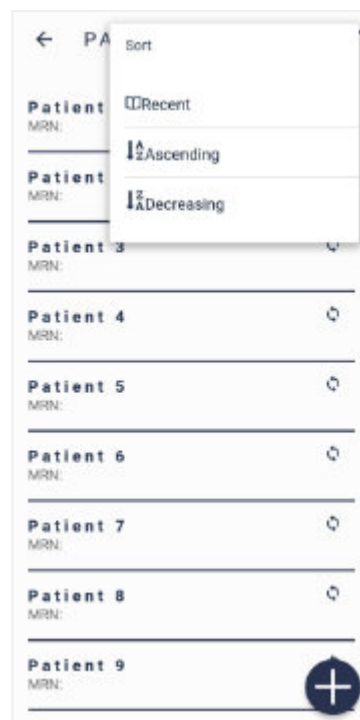 PA
Sort
Recent
Ascending
Decreasing
Patient
MRN:
Patient
MRN:
Patient 3
MRN:
Patient 4
MRN:
Patient 5
MRN:
Patient 6
MRN:
Patient 7
MRN:
Patient 8
MRN:
Patient 9
MRN: